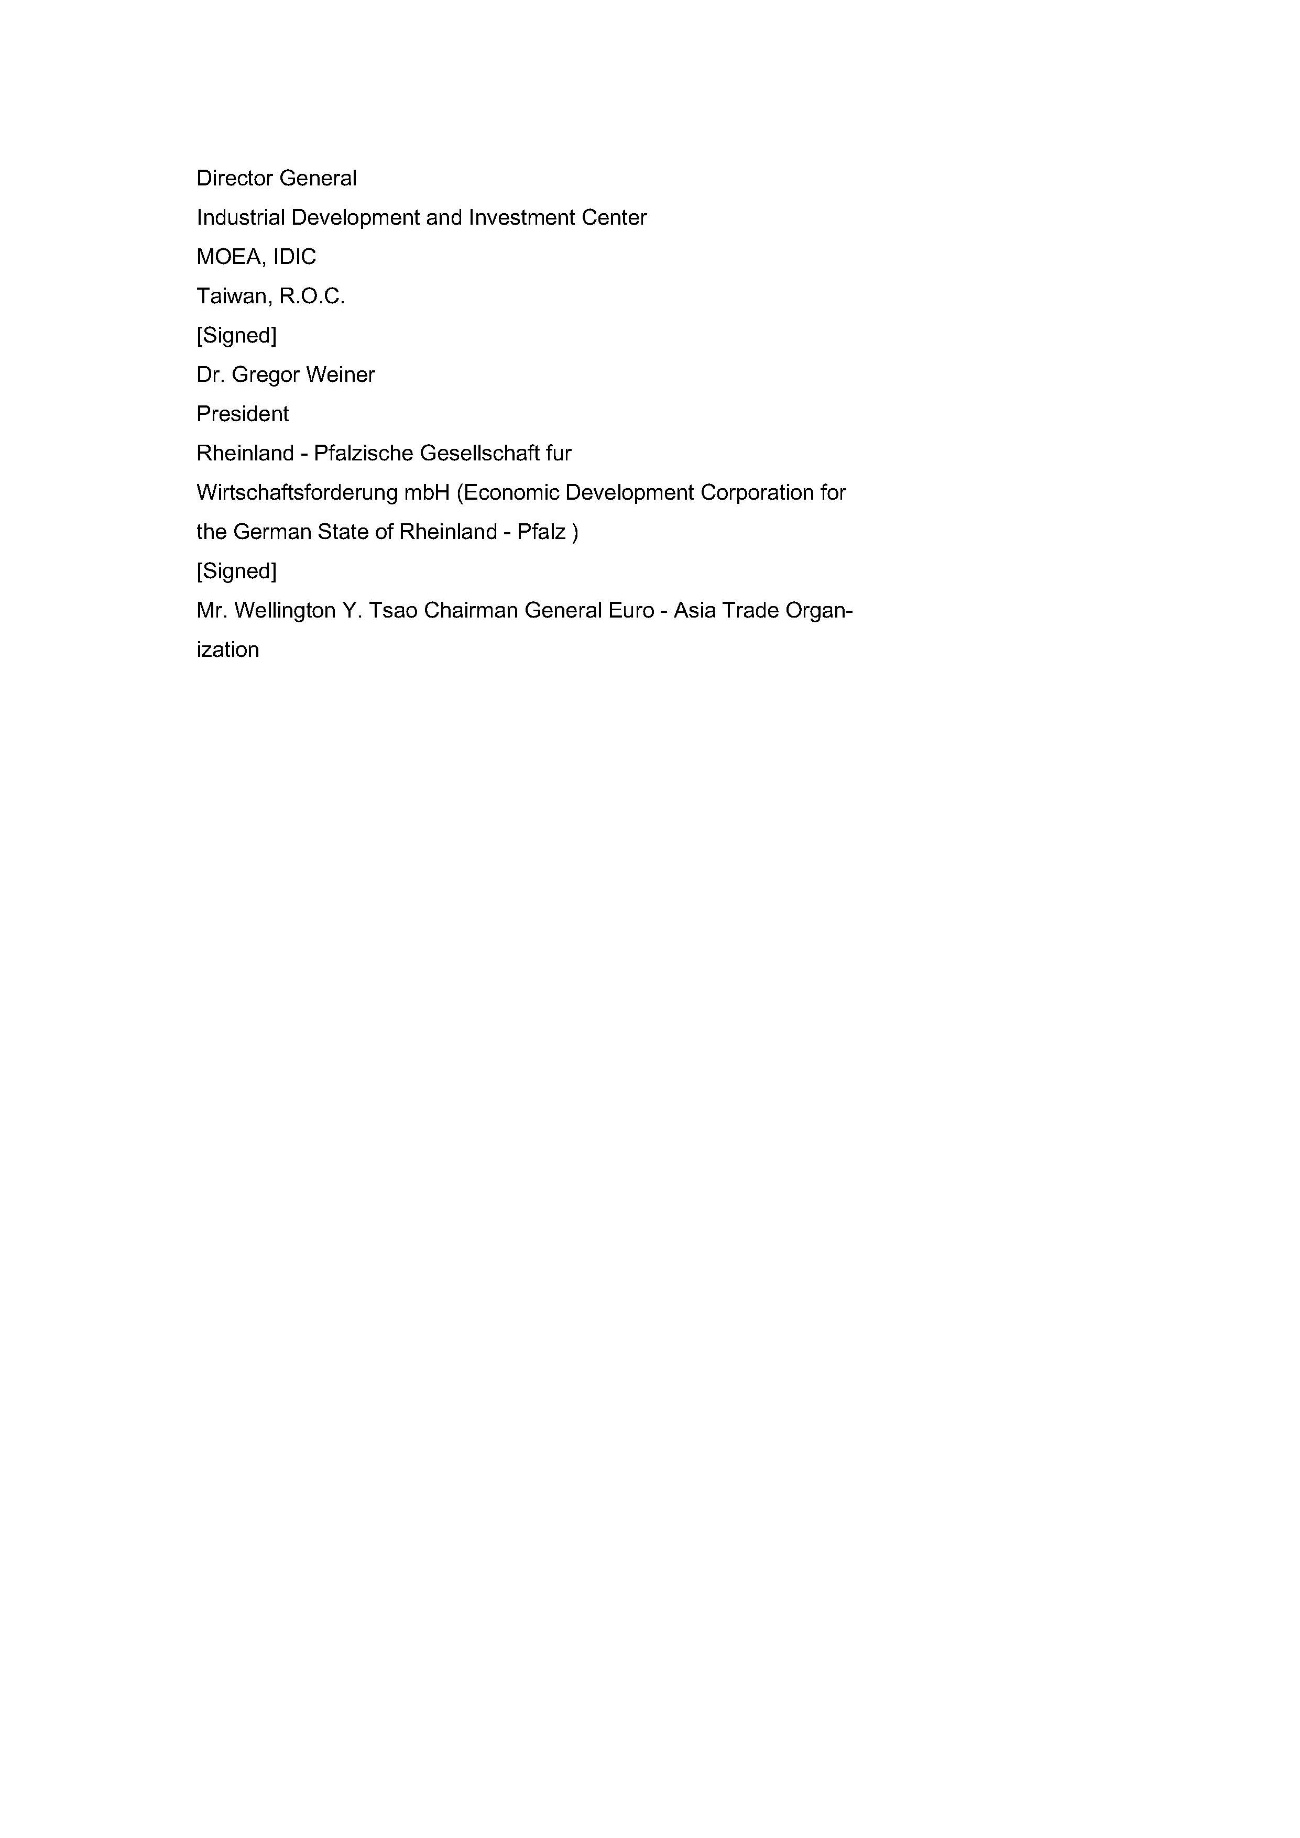 Director General
Industrial Development and Investment Center
MOEA, IDIC
Taiwan, R.O.C.
[Signed]
Dr. Gregor Weiner
President
Rheinland - Pfalzische Gesellschaft fur
Wirtschaftsforderung mbH (Economic Development Corporation for
the German State of Rheinland - Pfalz )
[Signed]
Mr. Wellington Y. Tsao Chairman General Euro - Asia Trade Organ-
ization